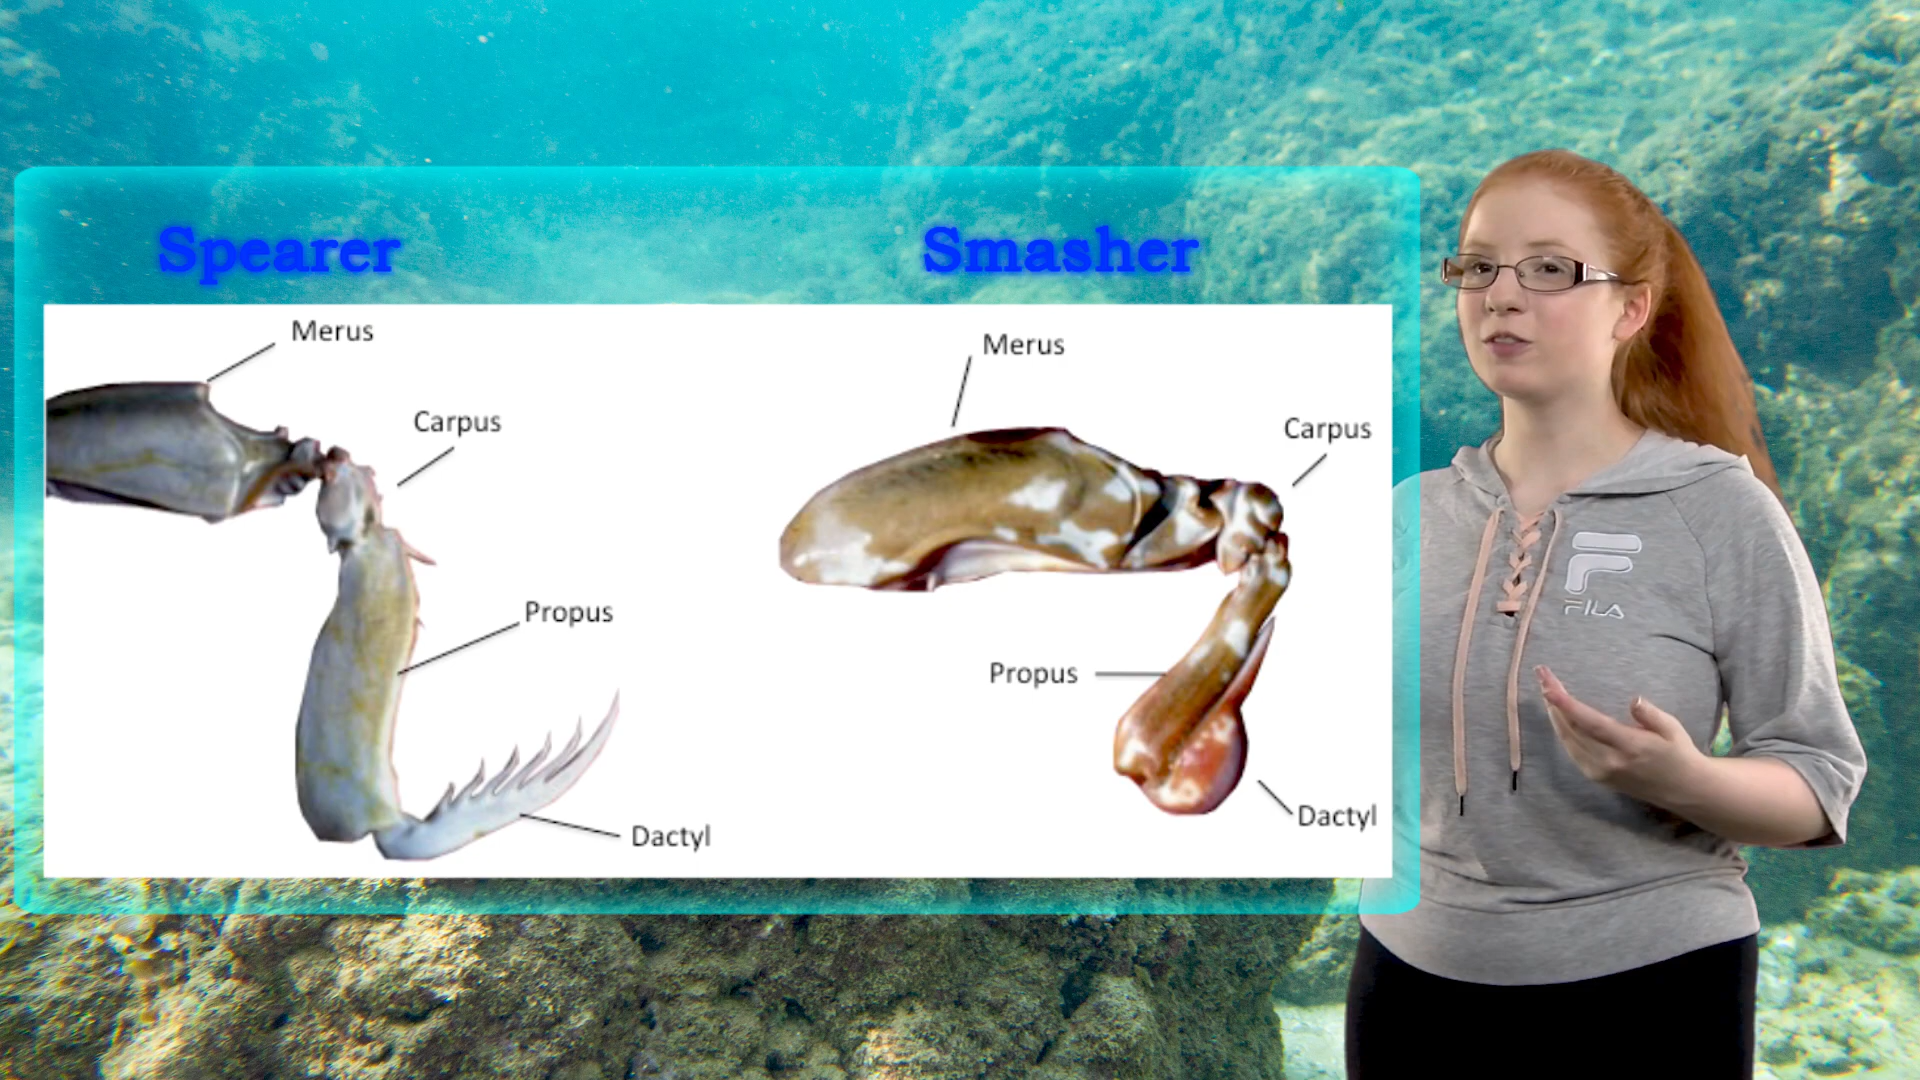 Spearer
Smasher
Merus
Carpus
Propus
Dactyl
Merus
Carpus
Propus
Dactyl
FILA